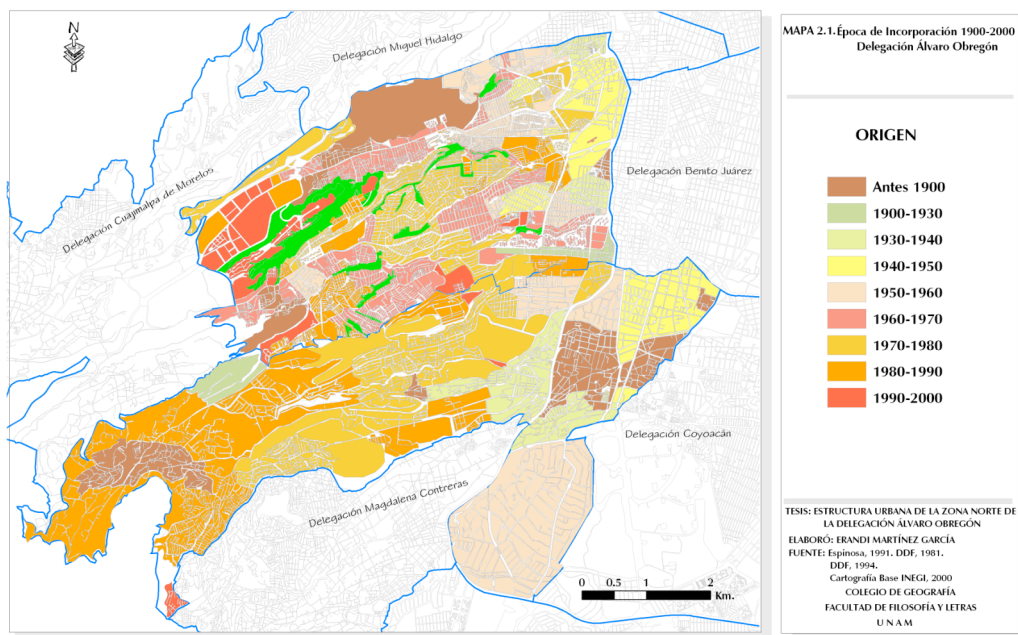 N
Delegación Miguel Hidalgo
Delegación Cuajimalpa de Morelos
Delegación Benito Juárez
Delegación Coyoacán
Delegación Magdalena Contreras
0 0.5 1 2
Km.
MAPA 2.1.Época de Incorporación 1900-2000
Delegación Álvaro Obregón
ORIGEN
Antes 1900
1900-1930
1930-1940
1940-1950
1950-1960
1960-1970
1970-1980
1980-1990
1990-2000
TESIS: ESTRUCTURA URBANA DE LA ZONA NORTE DE
LA DELEGACIÓN ÁLVARO OBREGÓN
ELABORÓ: ERANDI MARTÍNEZ GARCÍA
FUENTE: Espinosa, 1991. DDF, 1981.
DDF, 1994.
Cartografía Base INEGI, 2000
COLEGIO DE GEOGRAFÍA
FACULTAD DE FILOSOFÍA Y LETRAS
U N A M